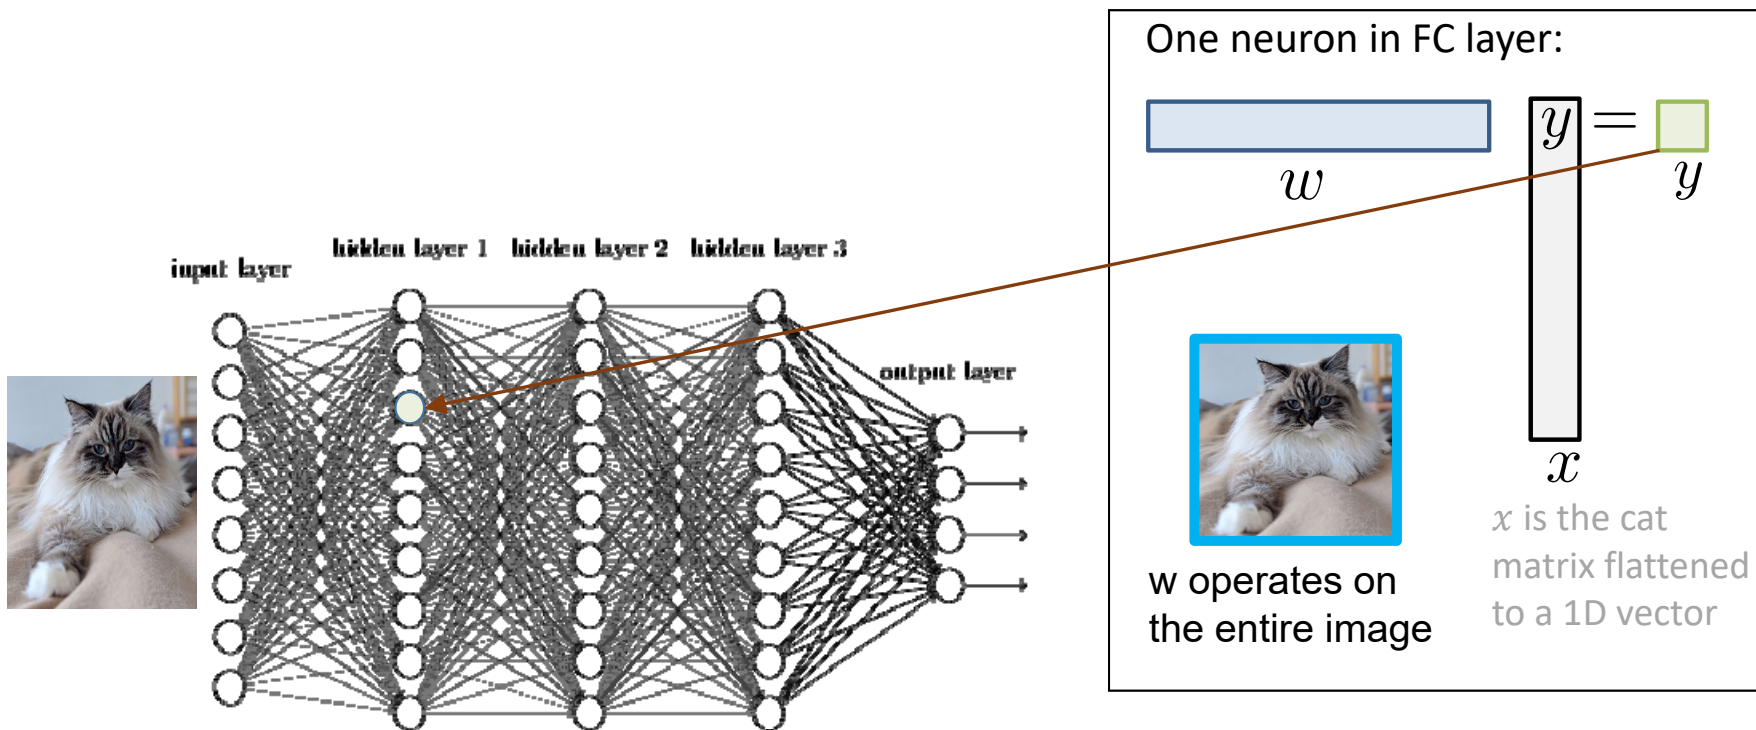 One neuron in FC layer:
y =
w
y
hidden layer 1 hidden layer 2 hidden layer 3
input layer
output layer
x
x is the cat
matrix flattened
to a 1D vector
w operates on
the entire image